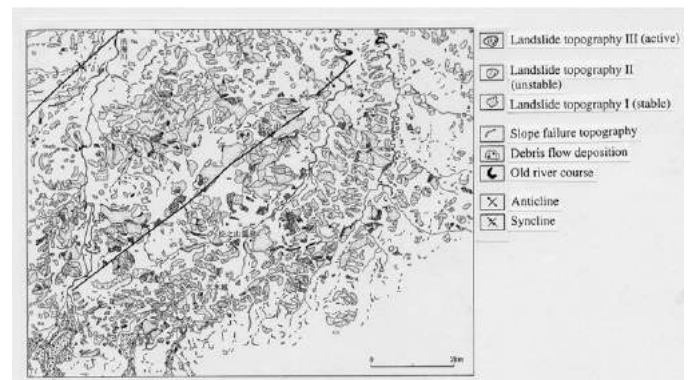 Landslide topography III (active)
Landslide topography II
(unstable)
Landslide topography I (stable)
Slope failure topography
Debris flow deposition
Old river course
Anticline
Syncline
0